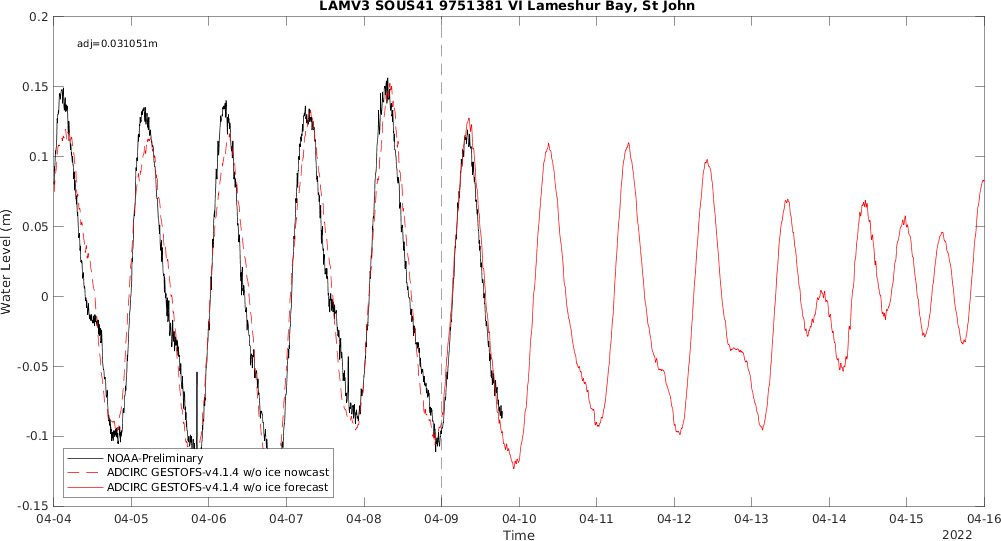 LAMV3 SOUS41 9751381 VI Lameshur Bay, St John
adj=0.031051m
0.2
0.15
0.1
0.05
0
-0.05
-0.1
-0.15
Water Level (m)
NOAA-Preliminary
ADCIRC GESTOFS-v4.1.4 w/o ice nowcast
ADCIRC GESTOFS-v4.1.4 w/o ice forecast
04-04 04-05 04-06 04-07 04-08 04-09 04-10 04-11 04-12 04-13 04-14 04-15 04-16
Time
2022